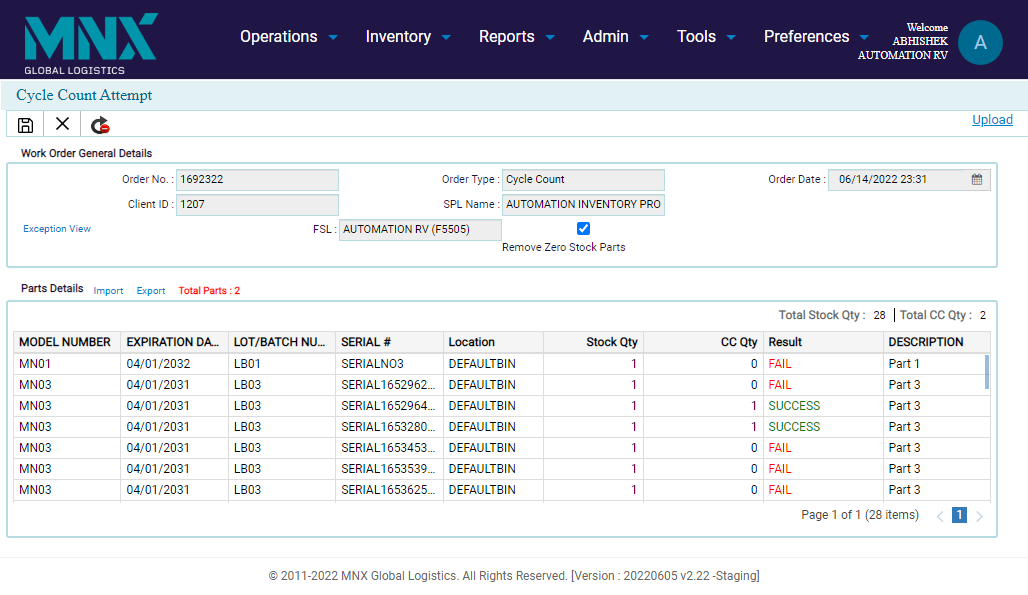 MNX
GLOBAL LOGISTICS
Operations Inventory Reports Admin Tools Preferences
Welcome
ABHISHEK
AUTOMATION RV
A
Cycle Count Attempt
Upload
Work Order General Details
Order No. : 1692322 Order Type : Cycle Count Order Date : 06/14/2022 23:31
Client ID : 1207 SPL Name : AUTOMATION INVENTORY PRO
Exception View FSL : AUTOMATION RV (F5505)
Remove Zero Stock Parts
Parts Details Import Export Total Parts : 2
Total Stock Qty : 28 Total CC Qty : 2
MODEL NUMBER EXPIRATION DA... LOT/BATCH NU... SERIAL # Location Stock Qty CC Qty Result DESCRIPTION
MN01 04/01/2032 LB01 SERIALNO3 DEFAULTBIN 1 0 FAIL Part 1
MN03 04/01/2031 LB03 SERIAL1652962... DEFAULTBIN 1 0 FAIL Part 3
MN03 04/01/2031 LB03 SERIAL1652964... DEFAULTBIN 1 1 SUCCESS Part 3
MN03 04/01/2031 LB03 SERIAL1653280... DEFAULTBIN 1 1 SUCCESS Part 3
MN03 04/01/2031 LB03 SERIAL1653453... DEFAULTBIN 1 0 FAIL Part 3
MN03 04/01/2031 LB03 SERIAL1653539... DEFAULTBIN 1 0 FAIL Part 3
MN03 04/01/2031 LB03 SERIAL1653625... DEFAULTBIN 1 0 FAIL Part 3
Page 1 of 1 (28 items) 1
© 2011-2022 MNX Global Logistics. All Rights Reserved. [Version : 20220605 v2.22 -Staging]